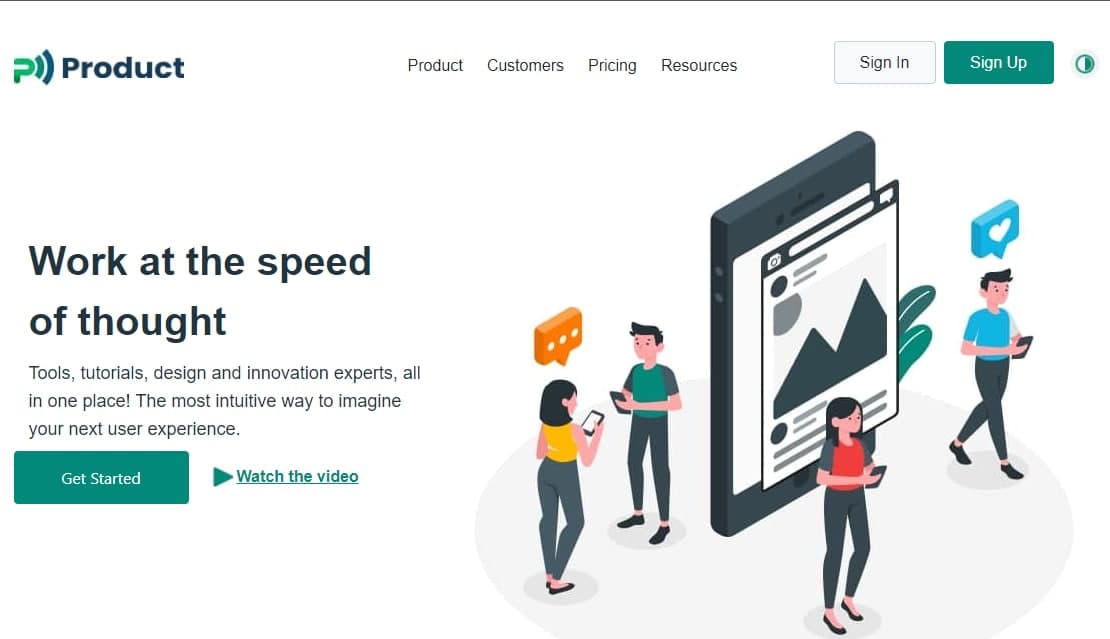 Product
Product Customers Pricing Resources
Sign In
Sign Up
Work at the speed
of thought
Tools, tutorials, design and innovation experts, all
in one place! The most intuitive way to imagine
your next user experience.
Get Started
Watch the video